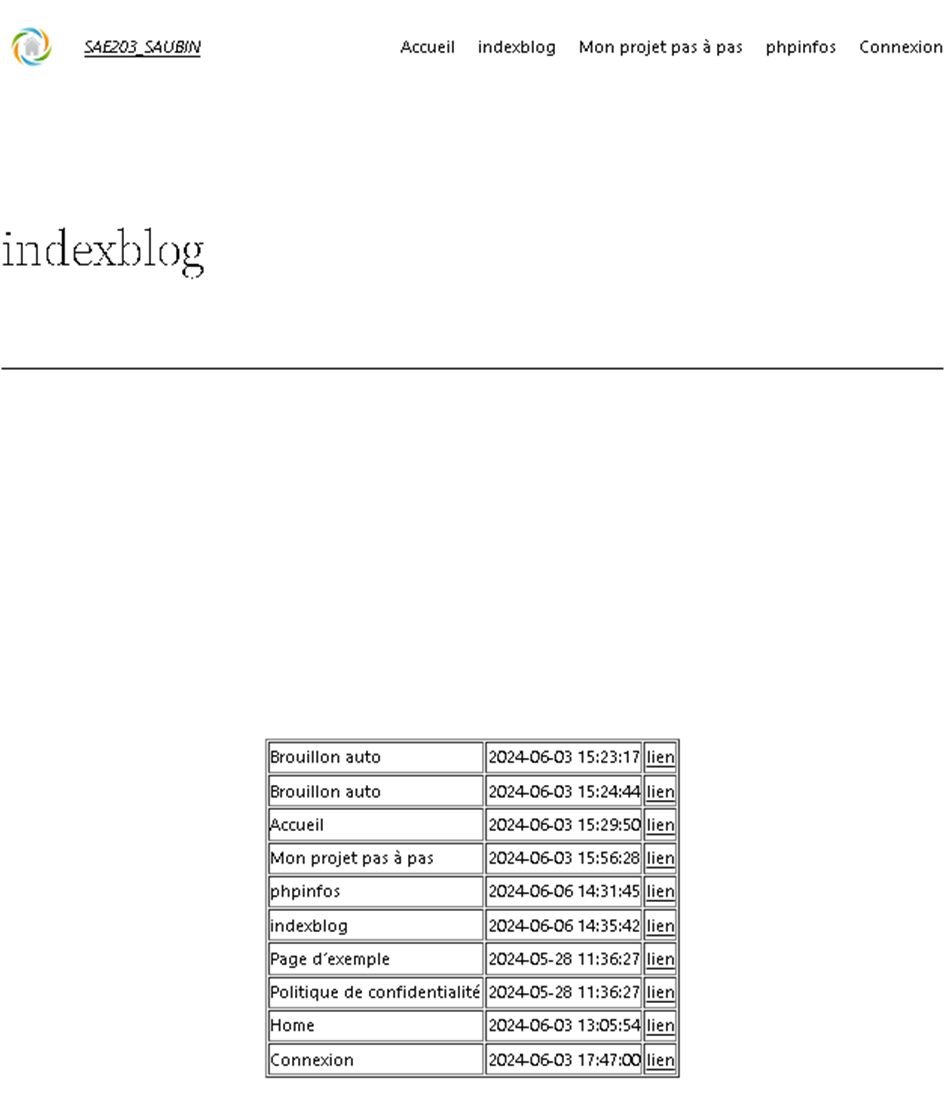 SAE203_SAUBIN Accueil indexblog Mon projet pas à pas phpinfos Connexion
indexblog
Brouillon auto 2024-06-03 15:23:17 lien
Brouillon auto 2024-06-03 15:24:44 lien
Accueil 2024-06-03 15:29:50 lien
Mon projet pas à pas 2024-06-03 15:56:28 lien
phpinfos 2024-06-06 14:31:45 lien
indexblog 2024-06-06 14:35:42 lien
Page d´exemple 2024-05-28 11:36:27 lien
Politique de confidentialité 2024-05-28 11:36:27 lien
Home 2024-06-03 13:05:54 lien
Connexion 2024-06-03 17:47:00 lien